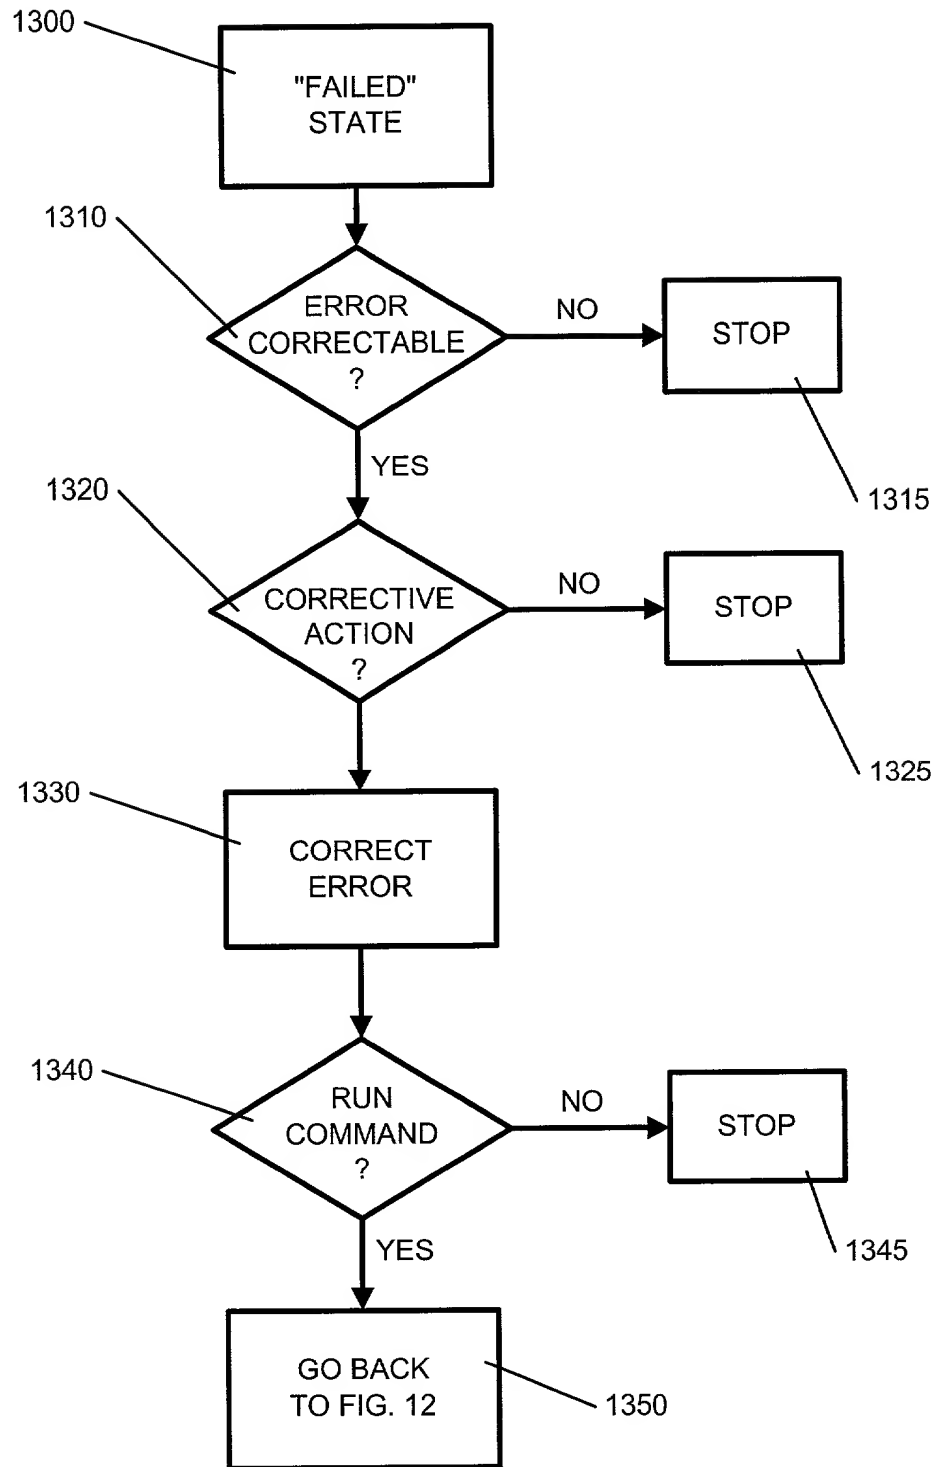 1300
"FAILED"
STATE
1310
ERROR
CORRECTABLE
?
NO
STOP
1315
YES
1320
CORRECTIVE
ACTION
?
NO
STOP
1325
1330
CORRECT
ERROR
1340
RUN
COMMAND
?
NO
STOP
1345
YES
GO BACK
TO FIG. 12
1350